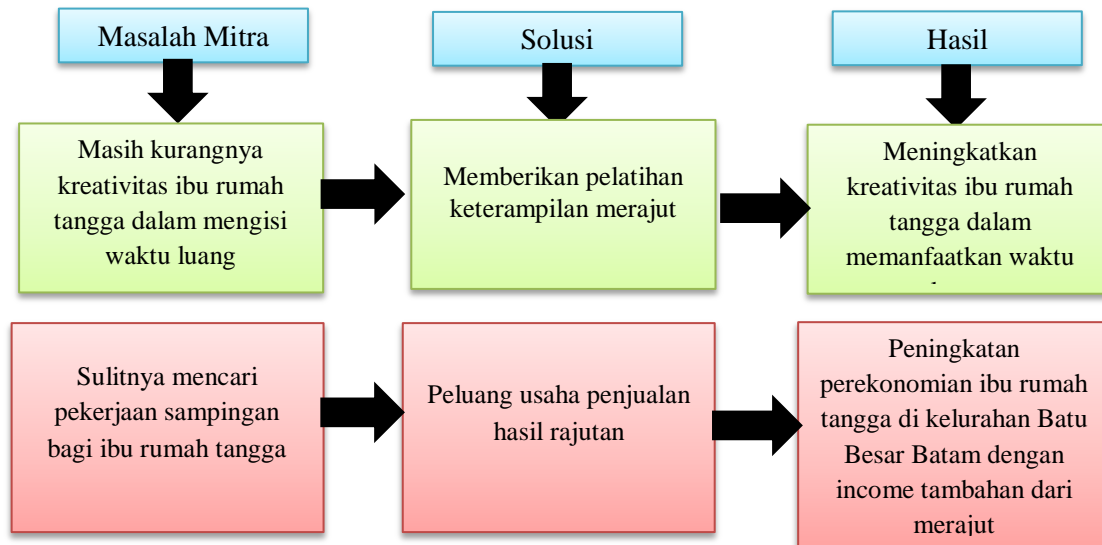 Masalah Mitra
Solusi
Hasil
Masih kurangnya
kreativitas ibu rumah
tangga dalam mengisi
waktu luang
Memberikan pelatihan
keterampilan merajut
Meningkatkan
kreativitas ibu rumah
tangga dalam
memanfaatkan waktu
Sulitnya mencari
pekerjaan sampingan
bagi ibu rumah tangga
Peluang usaha penjualan
hasil rajutan
Peningkatan
perekonomian ibu rumah
tangga di kelurahan Batu
Besar Batam dengan
income tambahan dari
merajut